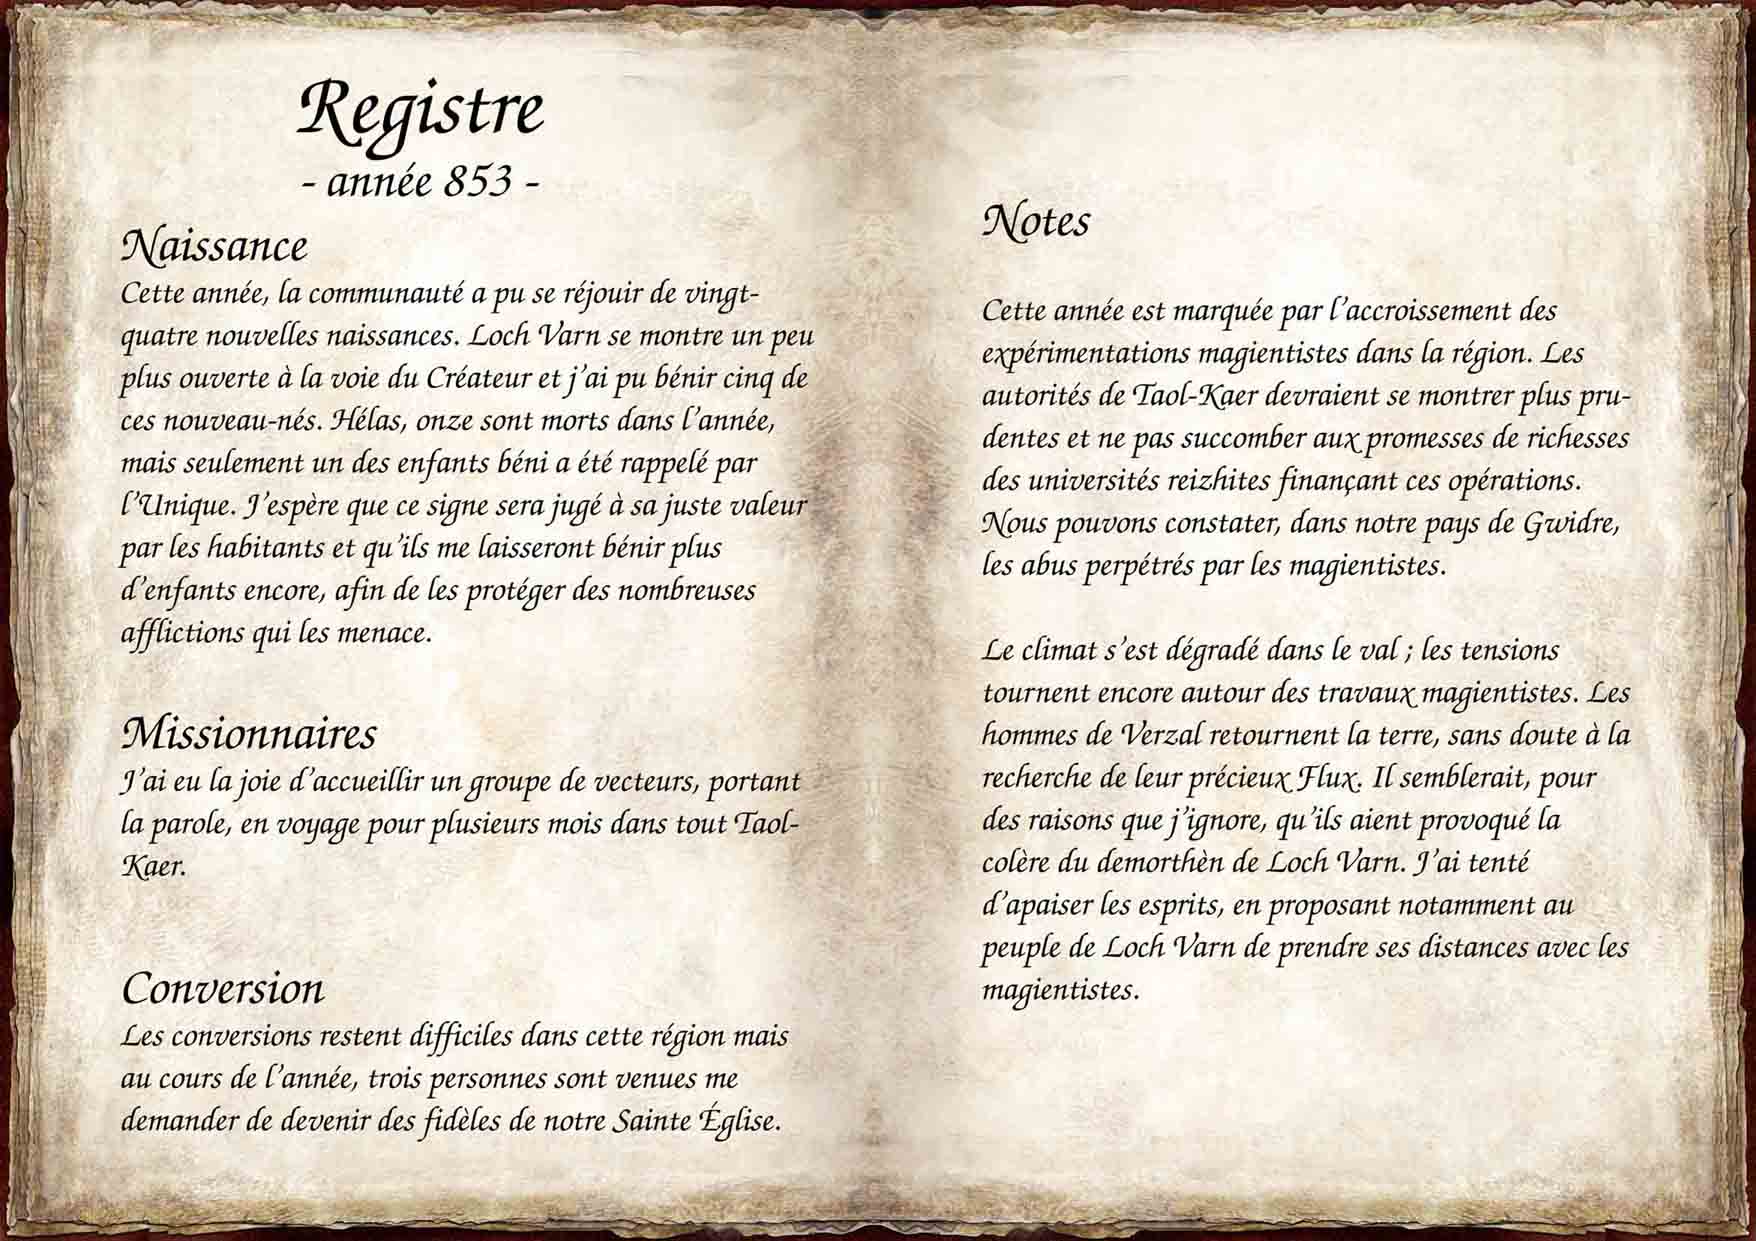 Registre
- année 853 -
Naissance
Cette année, la communauté a pu se réjouir de vingt-
quatre nouvelles naissances. Loch Varn se montre un peu
plus ouverte à la voie du Créateur et j'ai pu bénir cinq de
ces nouveau-nés. Hélas, onze sont morts dans l'année,
mais seulement un des enfants béni a été rappelé par
l'Unique. J'espère que ce signe sera jugé à sa juste valeur
par les habitants et qu'ils me laisseront bénir plus
d'enfants encore, afin de les protéger des nombreuses
afflictions qui les menace.
Missionnaires
J'ai eu la joie d'accueillir un groupe de vecteurs, portant
la parole, en voyage pour plusieurs mois dans tout Taol-
Kaer.
Conversion
Les conversions restent difficiles dans cette région mais
au cours de l'année, trois personnes sont venues me
demander de devenir des fidèles de notre Sainte Église.
Notes
Cette année est marquée par l'accroissement des
expérimentations magientistes dans la région. Les
autorités de Taol-Kaer devraient se montrer plus pru-
dentes et ne pas succomber aux promesses de richesses
des universités reizhites finançant ces opérations.
Nous pouvons constater, dans notre pays de Gwidre,
les abus perpétrés par les magientistes.
Le climat s'est dégradé dans le val ; les tensions
tournent encore autour des travaux magientistes. Les
hommes de Verzal retournent la terre, sans doute à la
recherche de leur précieux Flux. Il semblerait, pour
des raisons que j'ignore, qu'ils aient provoqué la
colère du demorthèn de Loch Varn. J'ai tenté
d'apaiser les esprits, en proposant notamment au
peuple de Loch Varn de prendre ses distances avec les
magientistes.